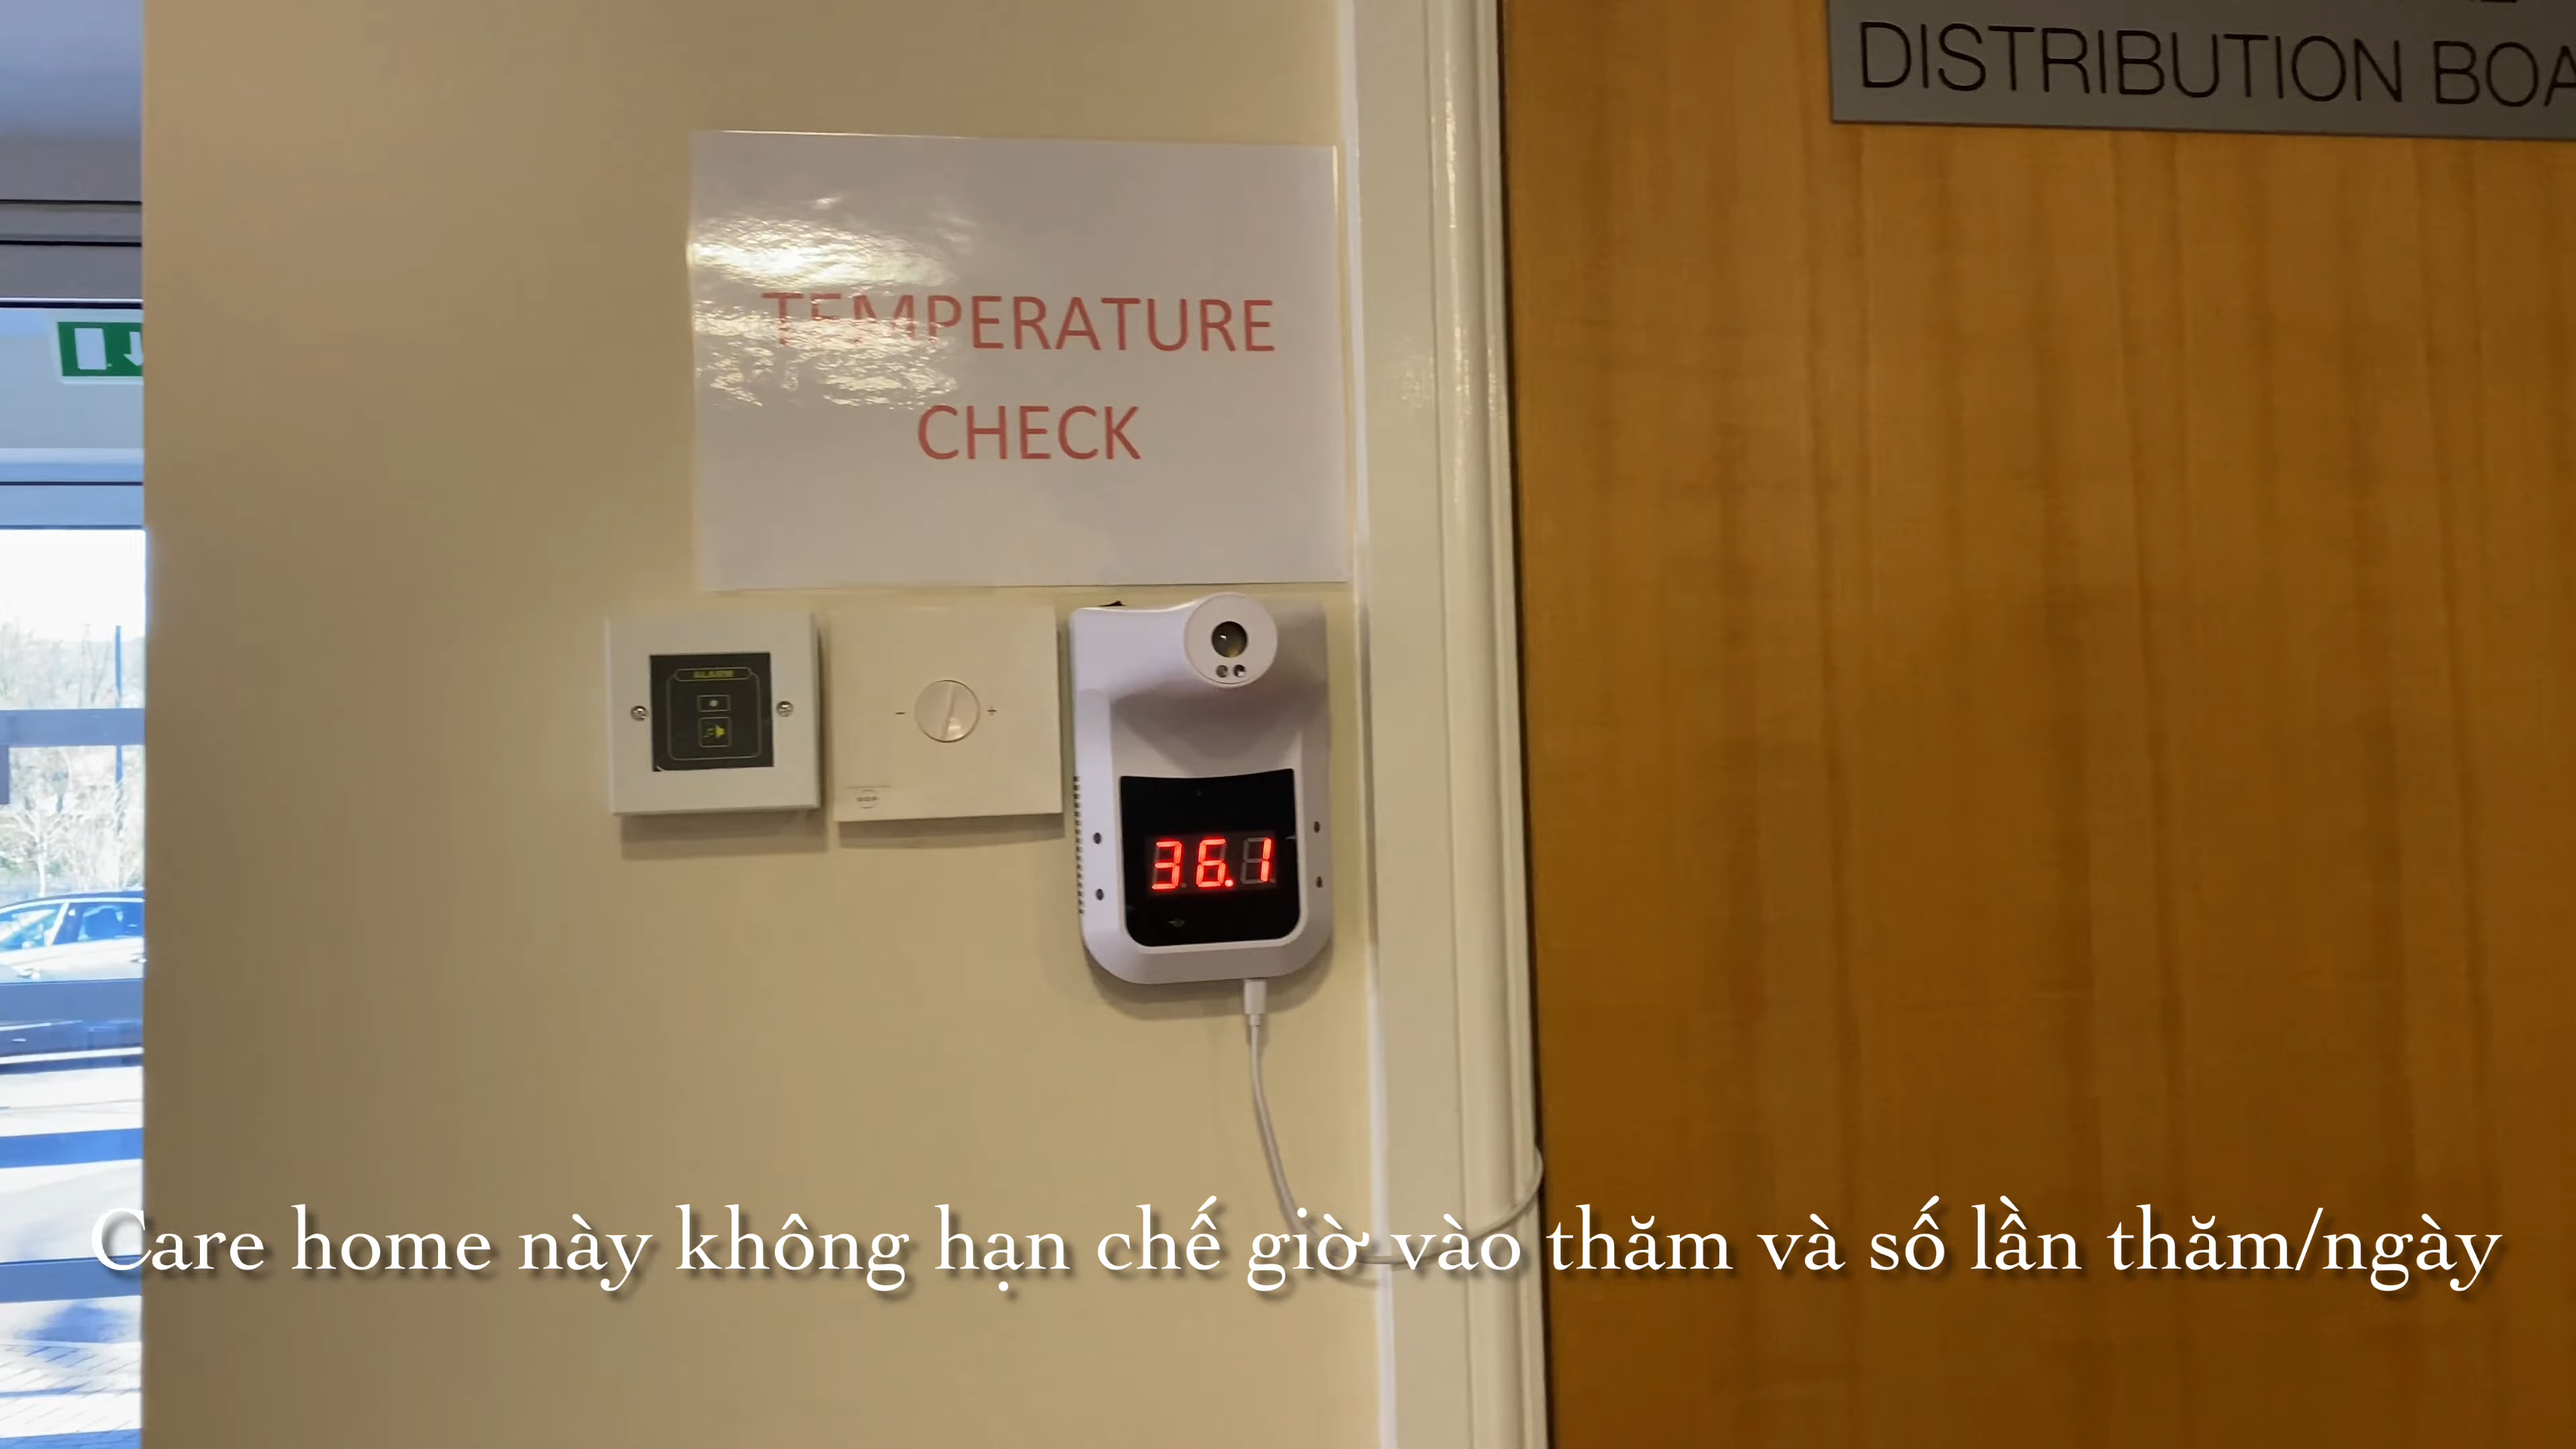 DISTRIBUTION
TEMPERATURE
CHECK
ALARM
36.1
Care home này không hạn chế giờ vào thăm và số lần thăm/ngày